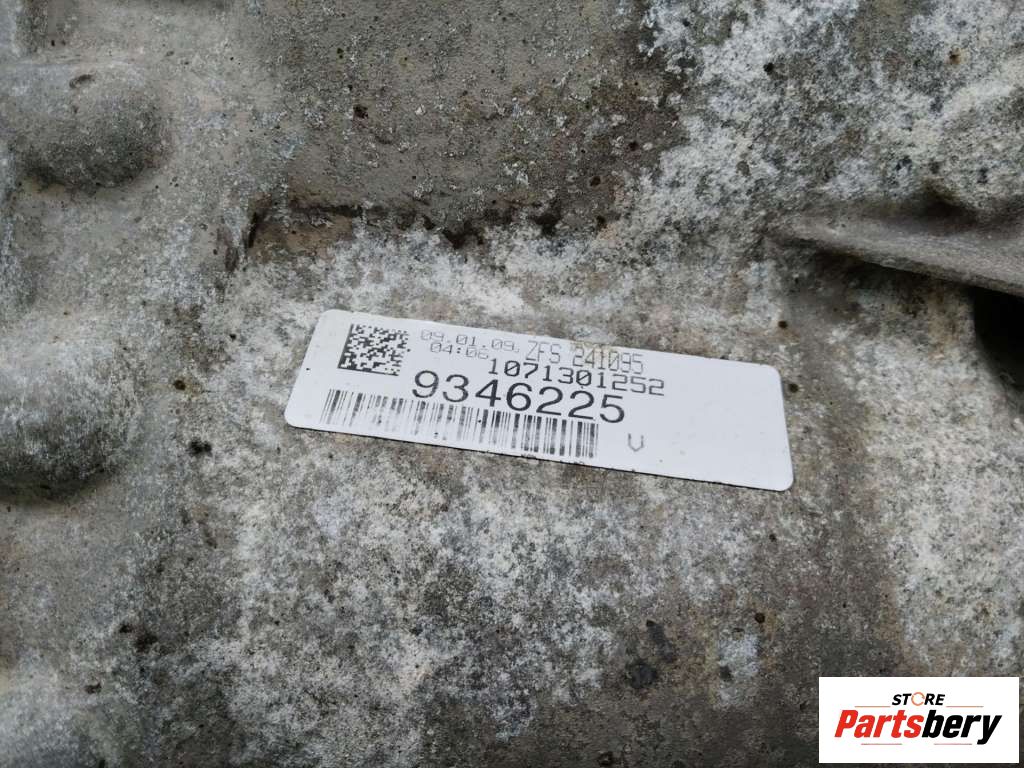 09.01.09. ZFS 241095
04:06
1071301252
9346225
V
STORE
Partsbery